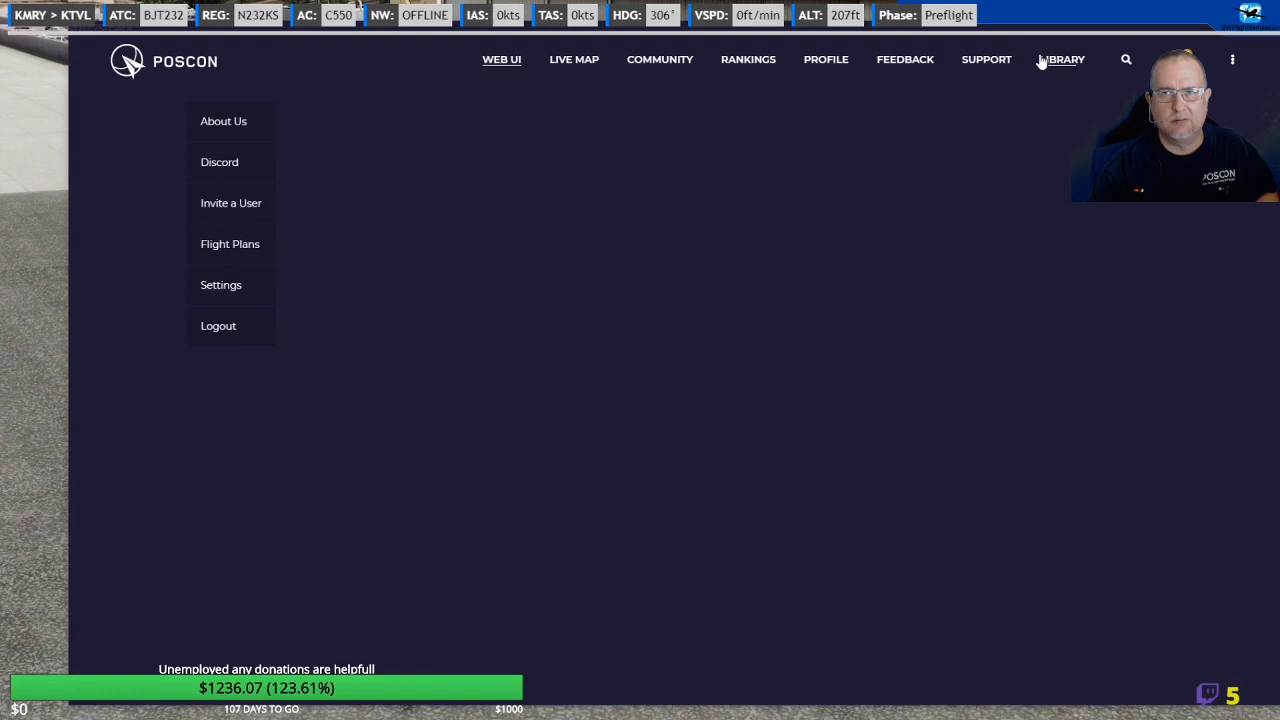 KMRY > KTVL ATC: BJT232 REG: N232KS AC: C550 NW: OFFLINE IAS: 0kts TAS: 0kts HDG: 306° VSPD: 0ft/min ALT: 207ft Phase: Preflight
POSCON WEB UI LIVE MAP COMMUNITY RANKINGS PROFILE FEEDBACK SUPPORT LIBRARY
About Us
Discord
Invite a User
Flight Plans
Settings
Logout
POSCON
Unemployed any donations are helpfull
$1236.07 (123.61%)
$0 107 DAYS TO GO $1000
5